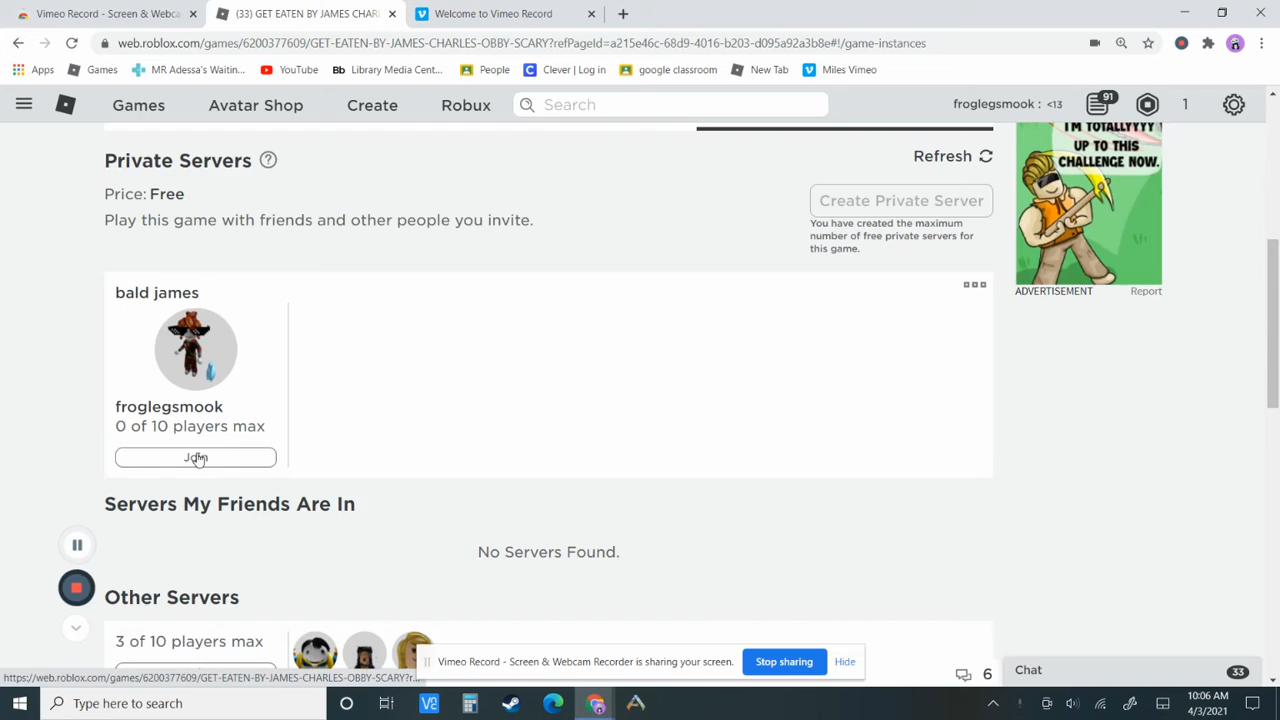 Vimeo Record - Screen & Webca
(33) GET EATEN BY JAMES CHARL
Welcome to Vimeo Record
web.roblox.com/games/6200377609/GET-EATEN-BY-JAMES-CHARLES-OBBY-SCARY?refPageId=a215e46c-68d9-4016-b203-d095a92a3b8e#!/game-instances
Apps
Games
MR Adessa's Waitin...
YouTube
Bb Library Media Cent...
People
Clever | Log in
google classroom
New Tab
Miles Vimeo
Games
Avatar Shop
Create
Robux
Search
froglegsmook : <13
91
1
I'M TOTALLYYYY
UP TO THIS
CHALLENGE NOW.
ADVERTISEMENT
Report
Private Servers ?
Refresh
Price: Free
Create Private Server
Play this game with friends and other people you invite.
You have created the maximum
number of free private servers for
this game.
bald james
froglegsmook
0 of 10 players max
Join
Servers My Friends Are In
No Servers Found.
Other Servers
3 of 10 players max
Vimeo Record - Screen & Webcam Recorder is sharing your screen.
Stop sharing
Hide
6
Chat
33
https://web.roblox.com/games/6200377609/GET-EATEN-BY-JAMES-CHARLES-OBBY-SCARY?r...
Type here to search
10:06 AM
4/3/2021